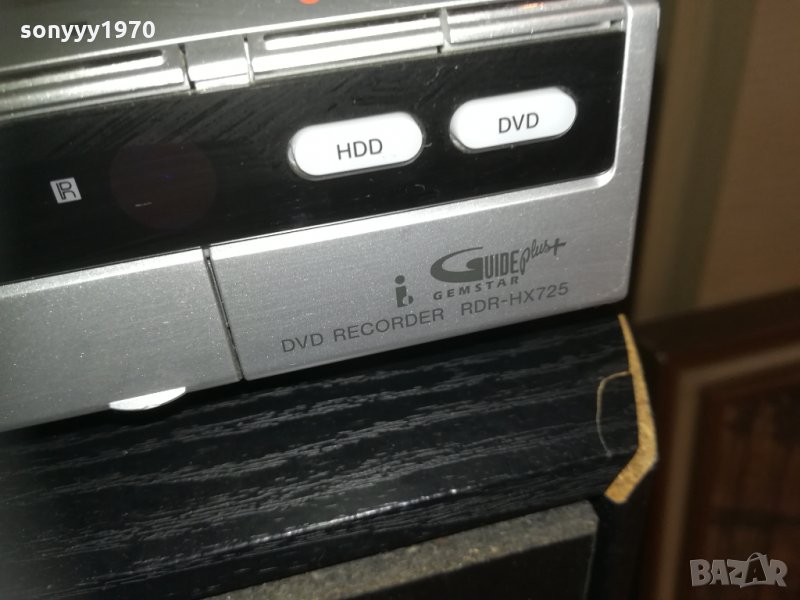 sonyyy1970
HDD
DVD
R
GUIDE plus+
GEMSTAR
DVD RECORDER RDR-HX725
BAZAR